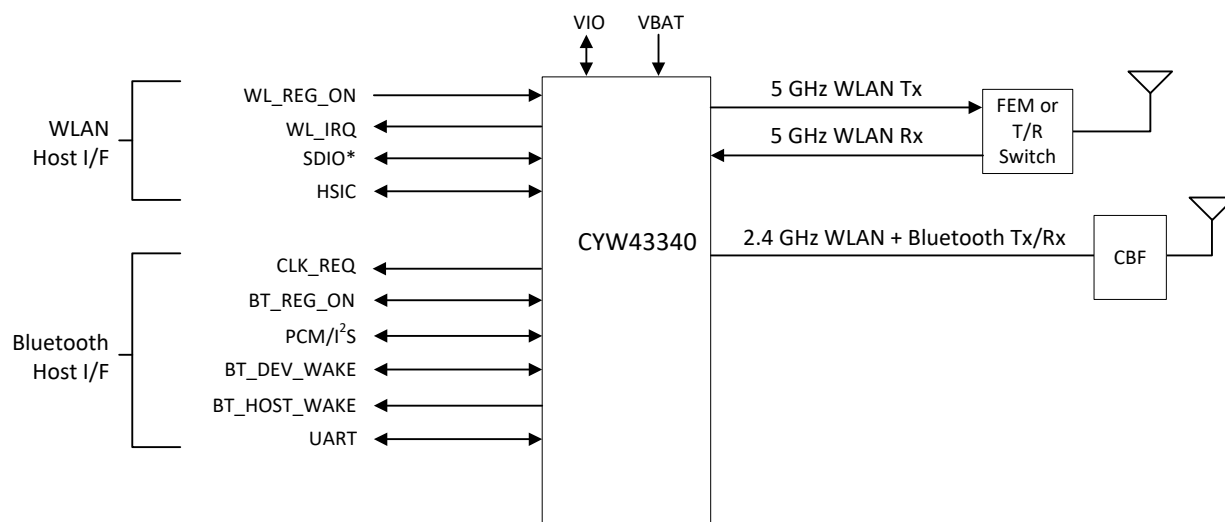 VIO
VBAT
WLAN
Host I/F
WL_REG_ON
WL_IRQ
SDIO*
HSIC
Bluetooth
Host I/F
CLK_REQ
BT_REG_ON
PCM/I²S
BT_DEV_WAKE
BT_HOST_WAKE
UART
CYW43340
5 GHz WLAN Tx
5 GHz WLAN Rx
FEM or
T/R
Switch
2.4 GHz WLAN + Bluetooth Tx/Rx
CBF